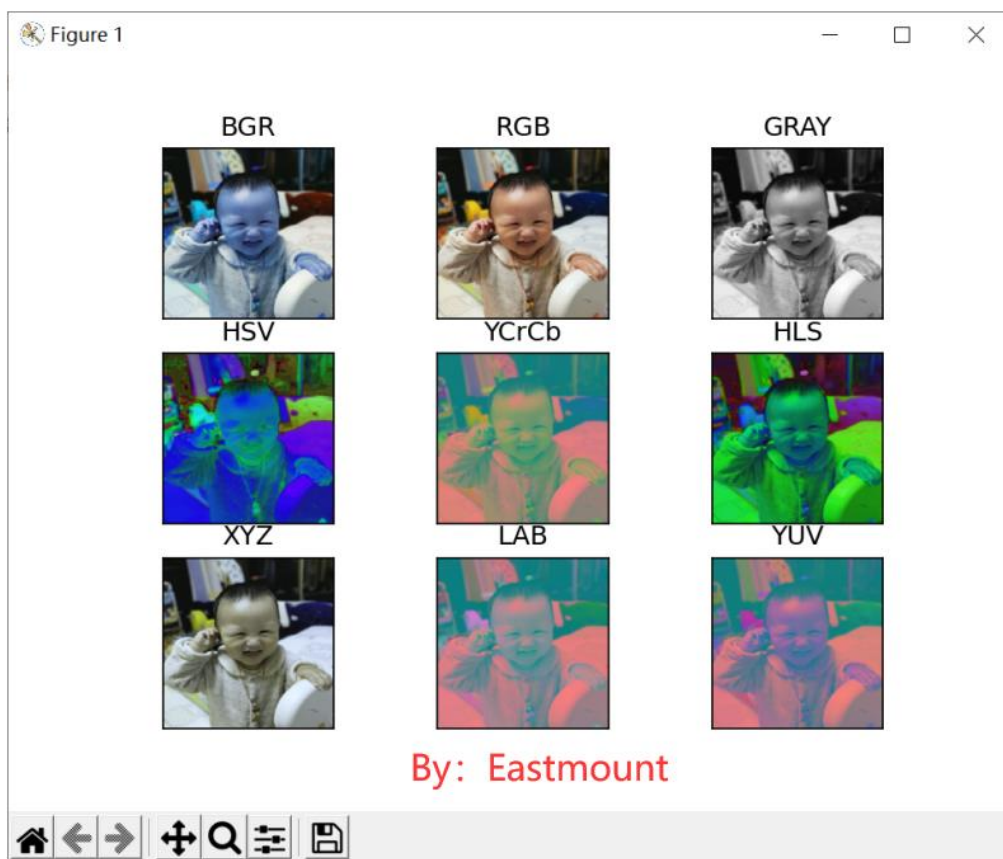 Figure 1
BGR RGB GRAY
HSV YCrCb HLS
XYZ LAB YUV
By：Eastmount